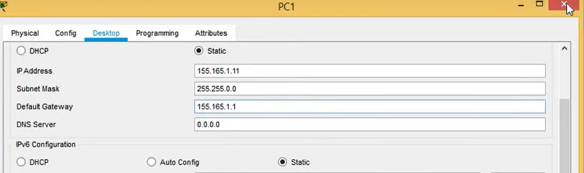 PC1
Physical Config Desktop Programming Attributes
DHCP Static
IP Address 155.165.1.11
Subnet Mask 255.255.0.0
Default Gateway 155.165.1.1
DNS Server 0.0.0.0
IPv6 Configuration
DHCP Auto Config Static